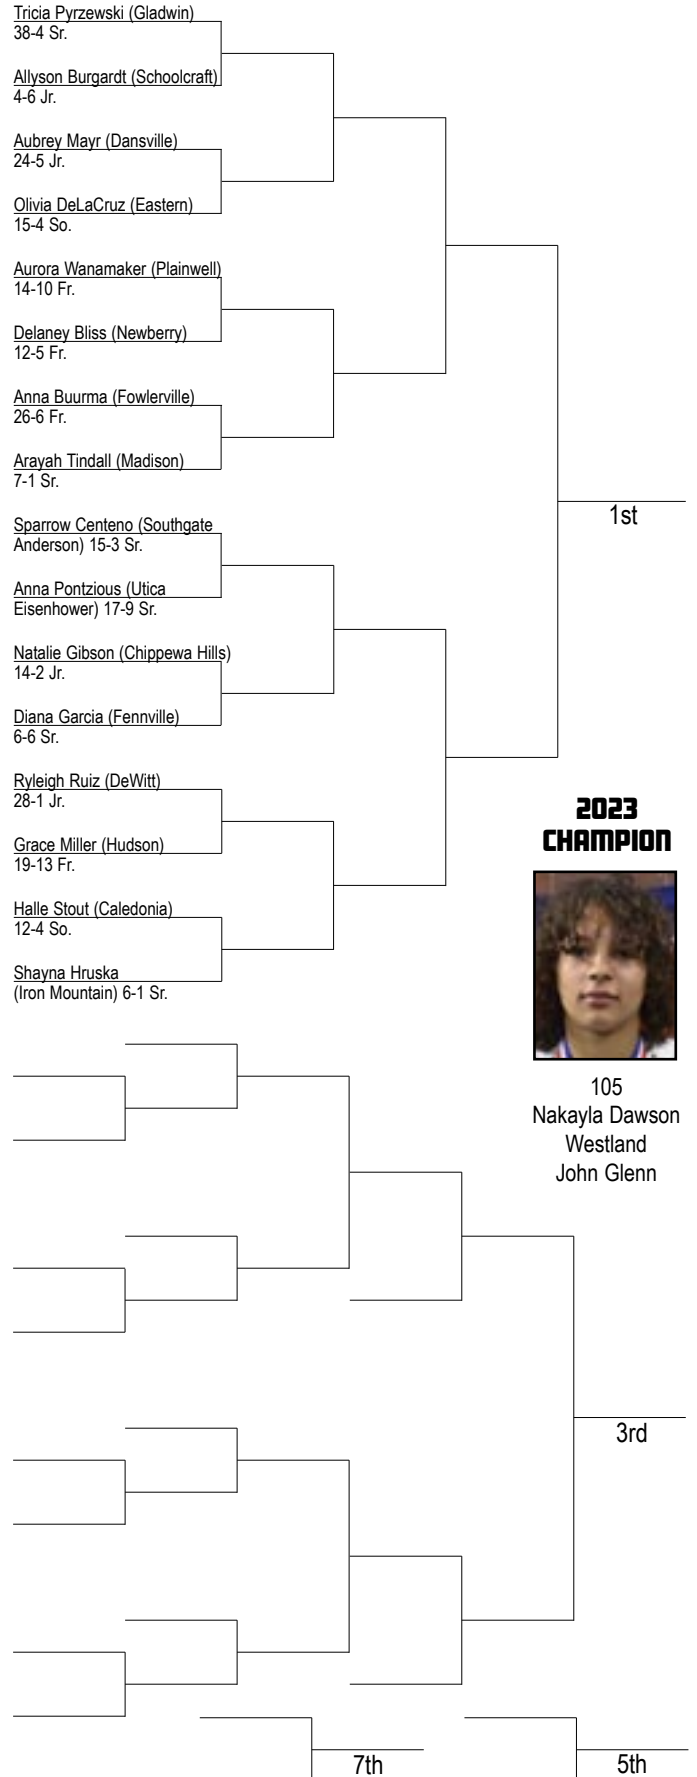 Tricia Pyrzewski (Gladwin)
38-4 Sr.
Allyson Burgardt (Schoolcraft)
4-6 Jr.
Aubrey Mayr (Dansville)
24-5 Jr.
Olivia DeLaCruz (Eastern)
15-4 So.
Aurora Wanamaker (Plainwell)
14-10 Fr.
Delaney Bliss (Newberry)
12-5 Fr.
Anna Buurma (Fowlerville)
26-6 Fr.
Arayah Tindall (Madison)
7-1 Sr.
Sparrow Centeno (Southgate
Anderson) 15-3 Sr.
Anna Pontzious (Utica
Eisenhower) 17-9 Sr.
Natalie Gibson (Chippewa Hills)
14-2 Jr.
Diana Garcia (Fennville)
6-6 Sr.
Ryleigh Ruiz (DeWitt)
28-1 Jr.
Grace Miller (Hudson)
19-13 Fr.
Halle Stout (Caledonia)
12-4 So.
Shayna Hruska
(Iron Mountain) 6-1 Sr.
1st
2023
CHAMPION
105
Nakayla Dawson
Westland
John Glenn
3rd
7th
5th